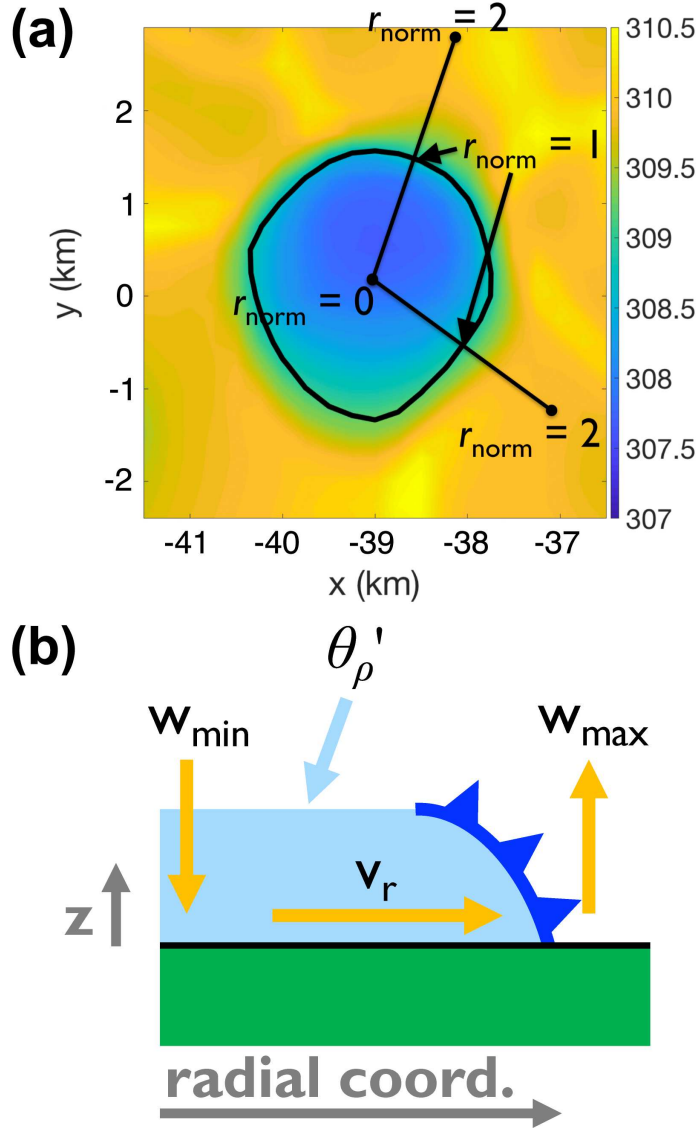 (a)
r_norm = 2
310.5
310
309.5
309
308.5
308
307.5
307
2
1
0
-1
-2
y (km)
r_norm = 1
r_norm = 0
r_norm = 2
-41 -40 -39 -38 -37
x (km)
(b)
θ_ρ'
w_min
w_max
v_r
z
radial coord.